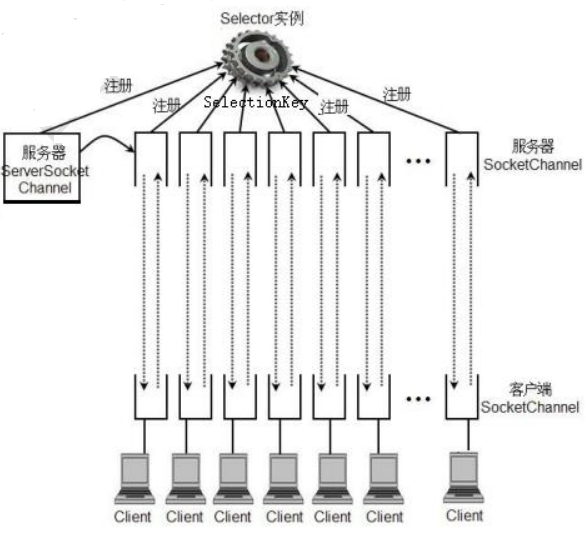 Selector实例
注册
注册
SelectionKey
注册
注册
服务器
ServerSocket
Channel
服务器
SocketChannel
客户端
SocketChannel
Client
Client
Client
Client
Client
Client
Client